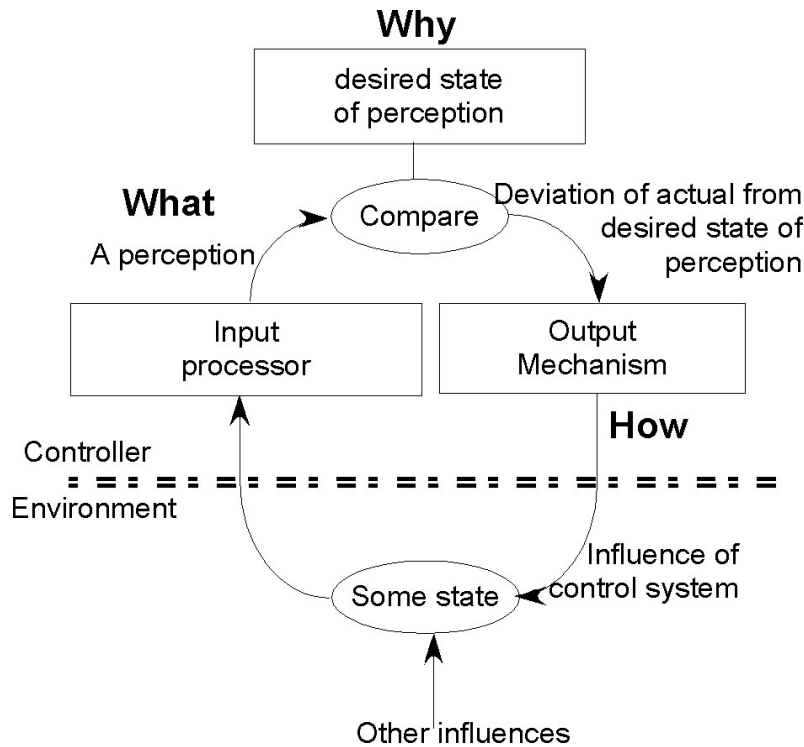 Why
desired state
of perception
What
Compare
Deviation of actual from
desired state of
perception
A perception
Input
processor
Output
Mechanism
How
Controller
Environment
Influence of
control system
Some state
Other influences